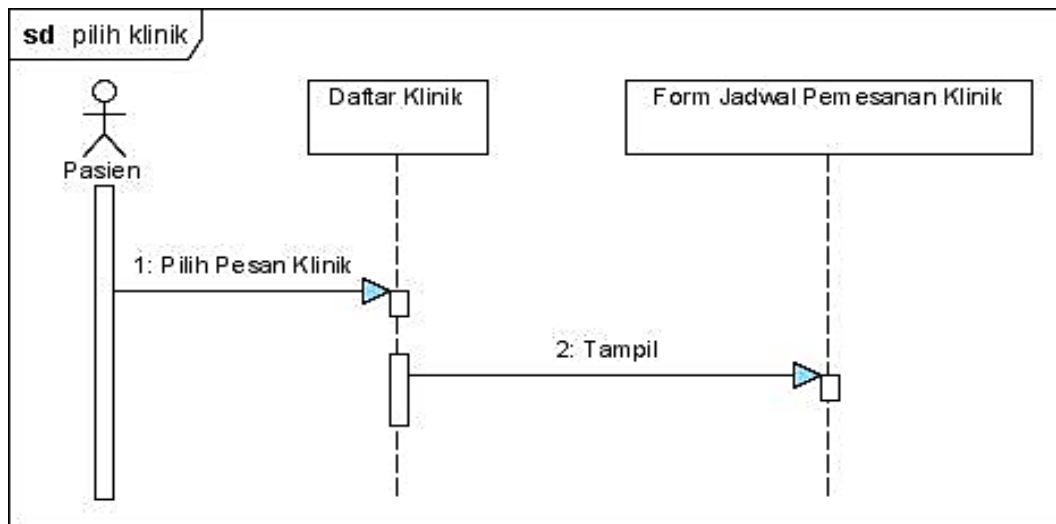 sd pilih klinik
Daftar Klinik
Form Jadwal Pemesanan Klinik
Pasien
1: Pilih Pesan Klinik
2: Tampil